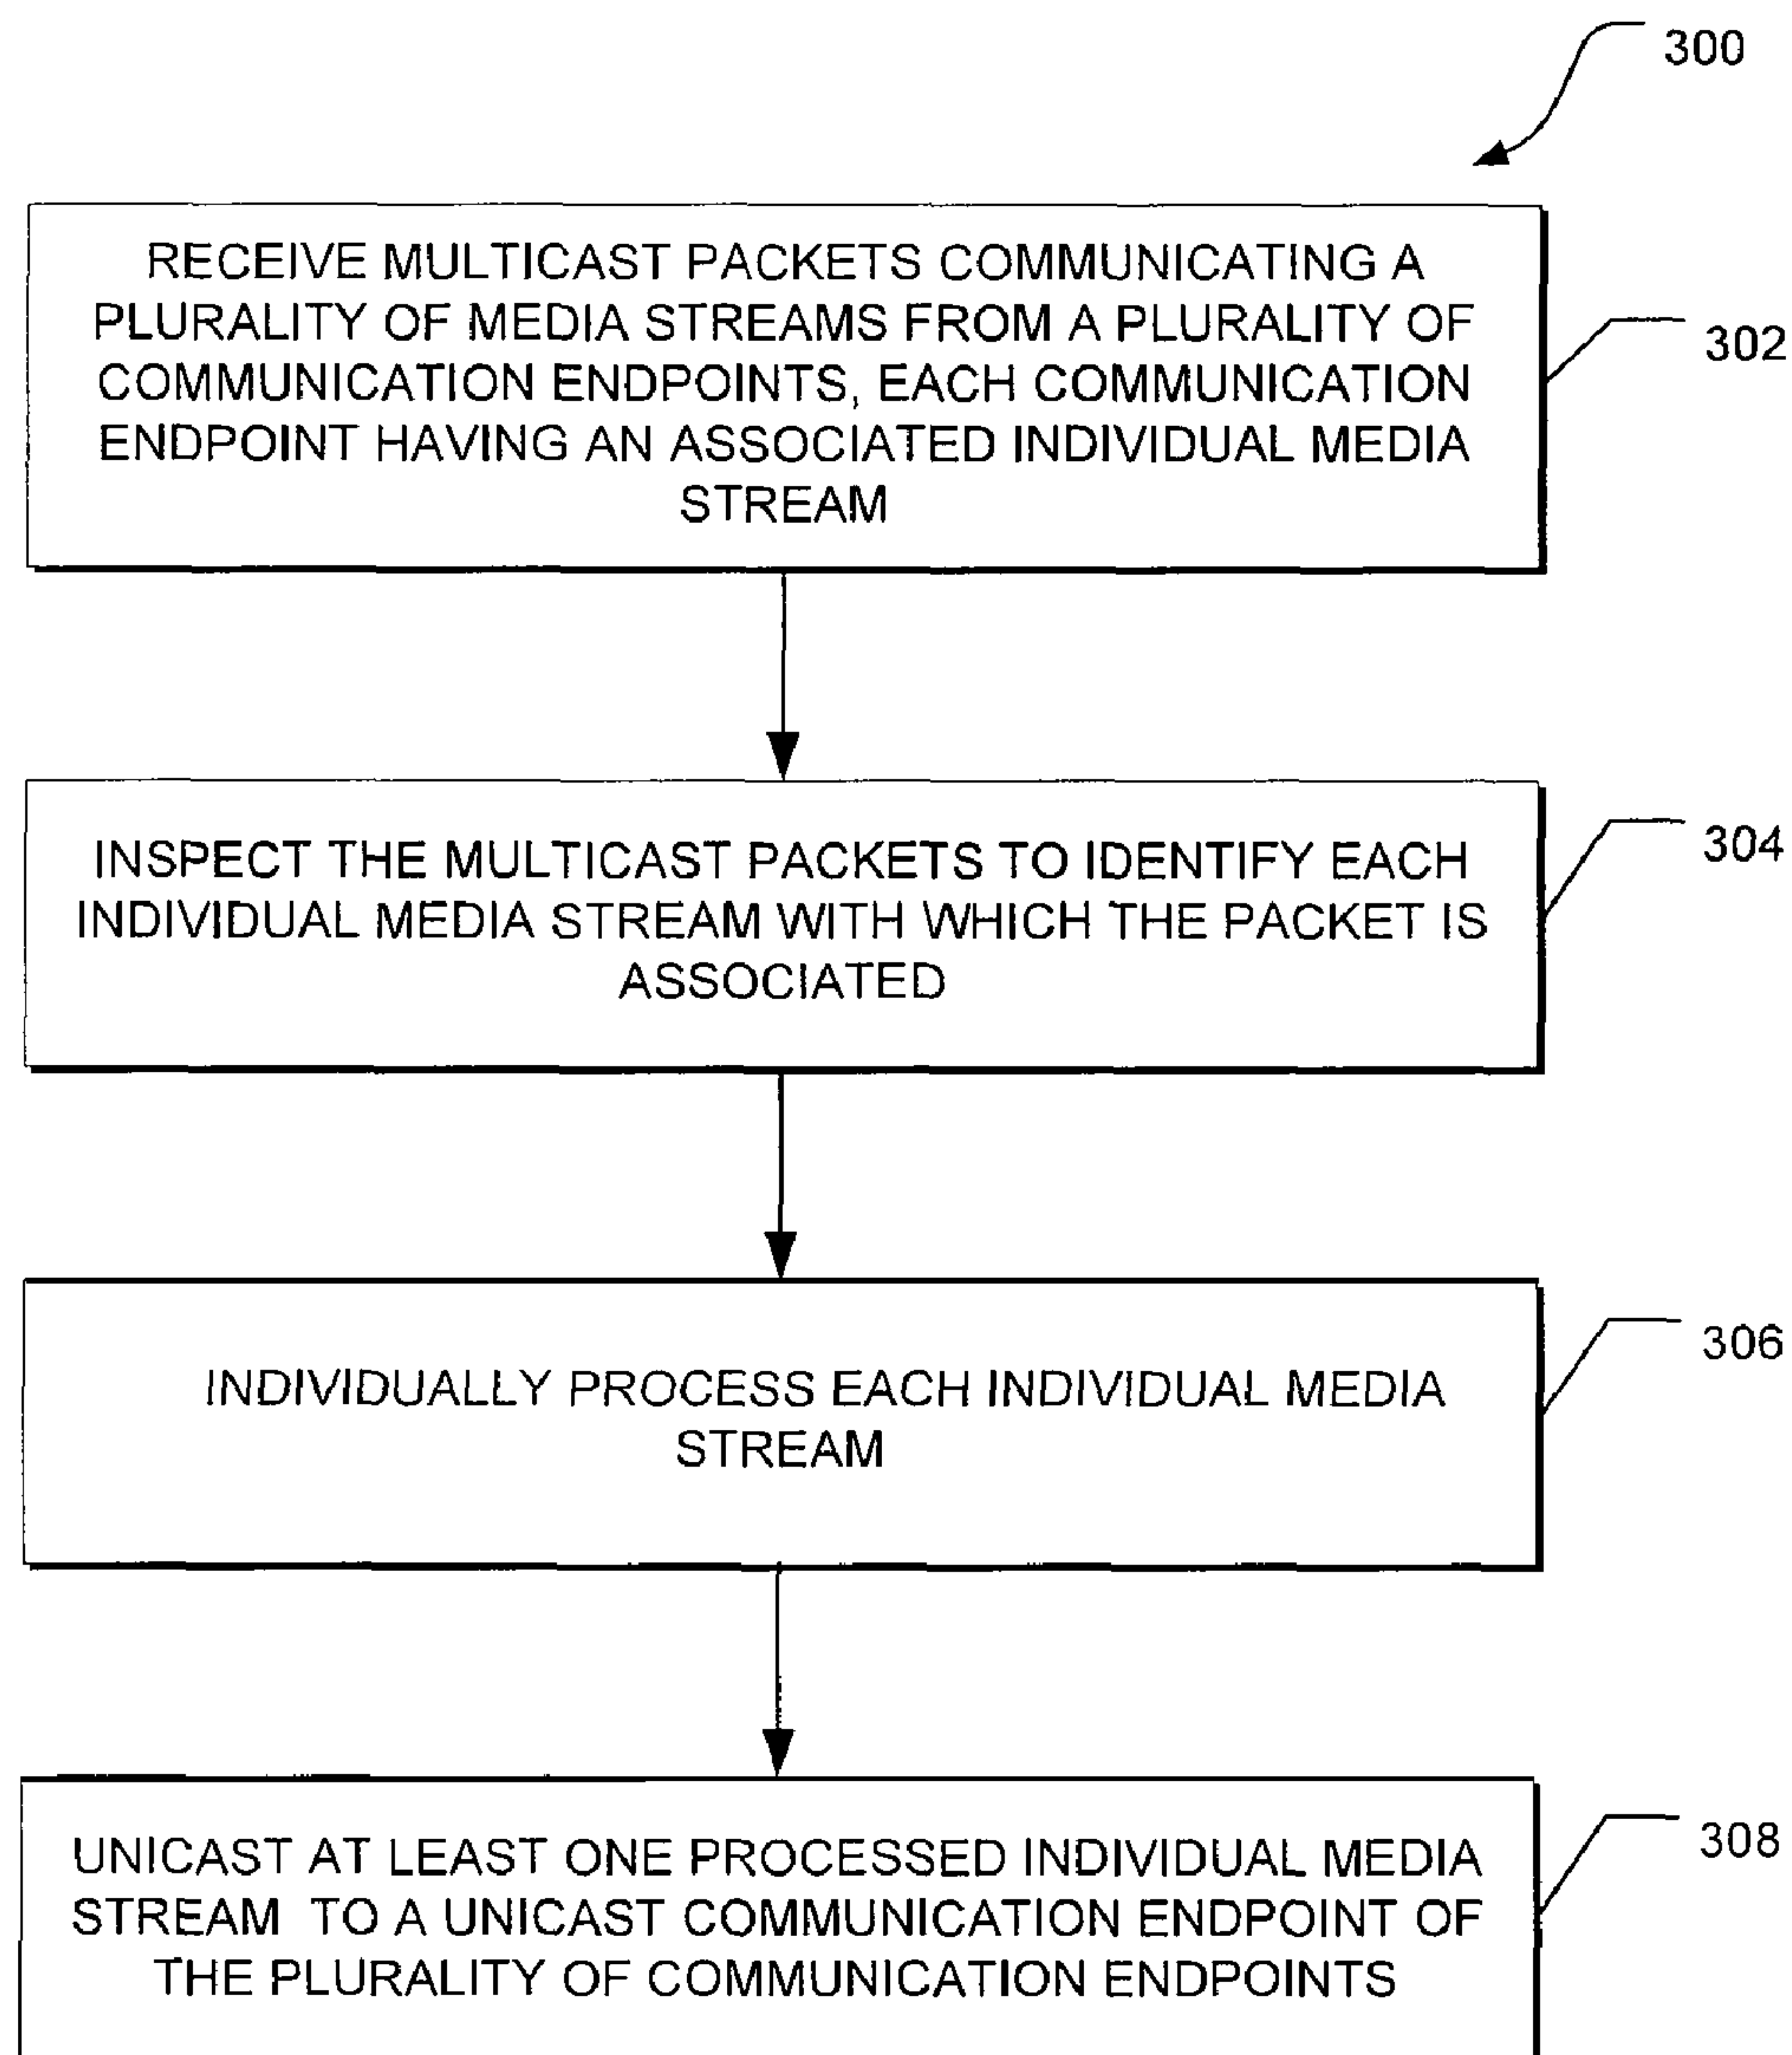 300
RECEIVE MULTICAST PACKETS COMMUNICATING A
PLURALITY OF MEDIA STREAMS FROM A PLURALITY OF
COMMUNICATION ENDPOINTS, EACH COMMUNICATION
ENDPOINT HAVING AN ASSOCIATED INDIVIDUAL MEDIA
STREAM
302
INSPECT THE MULTICAST PACKETS TO IDENTIFY EACH
INDIVIDUAL MEDIA STREAM WITH WHICH THE PACKET IS
ASSOCIATED
304
INDIVIDUALLY PROCESS EACH INDIVIDUAL MEDIA
STREAM
306
UNICAST AT LEAST ONE PROCESSED INDIVIDUAL MEDIA
STREAM TO A UNICAST COMMUNICATION ENDPOINT OF
THE PLURALITY OF COMMUNICATION ENDPOINTS
308